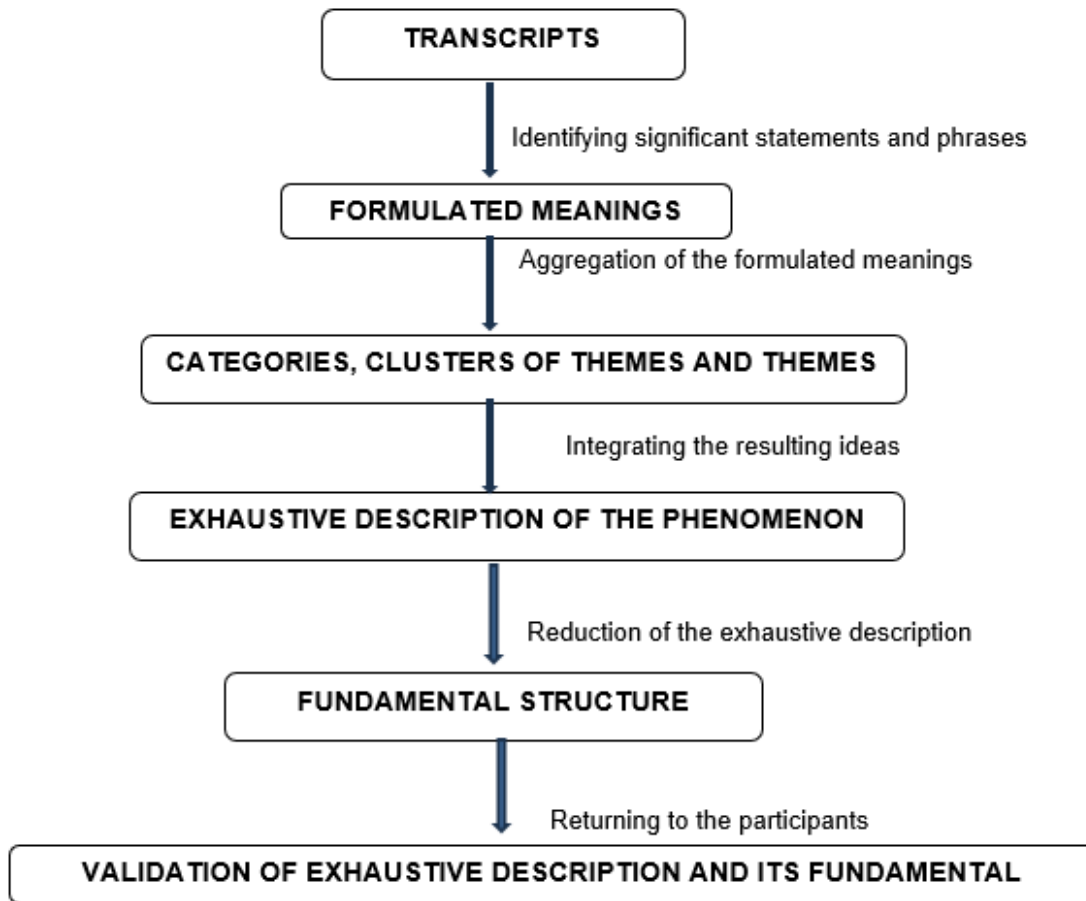 TRANSCRIPTS
Identifying significant statements and phrases
FORMULATED MEANINGS
Aggregation of the formulated meanings
CATEGORIES, CLUSTERS OF THEMES AND THEMES
Integrating the resulting ideas
EXHAUSTIVE DESCRIPTION OF THE PHENOMENON
Reduction of the exhaustive description
FUNDAMENTAL STRUCTURE
Returning to the participants
VALIDATION OF EXHAUSTIVE DESCRIPTION AND ITS FUNDAMENTAL